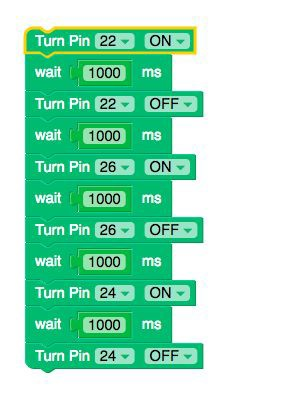 Turn Pin 22 ON
wait 1000 ms
Turn Pin 22 OFF
wait 1000 ms
Turn Pin 26 ON
wait 1000 ms
Turn Pin 26 OFF
wait 1000 ms
Turn Pin 24 ON
wait 1000 ms
Turn Pin 24 OFF